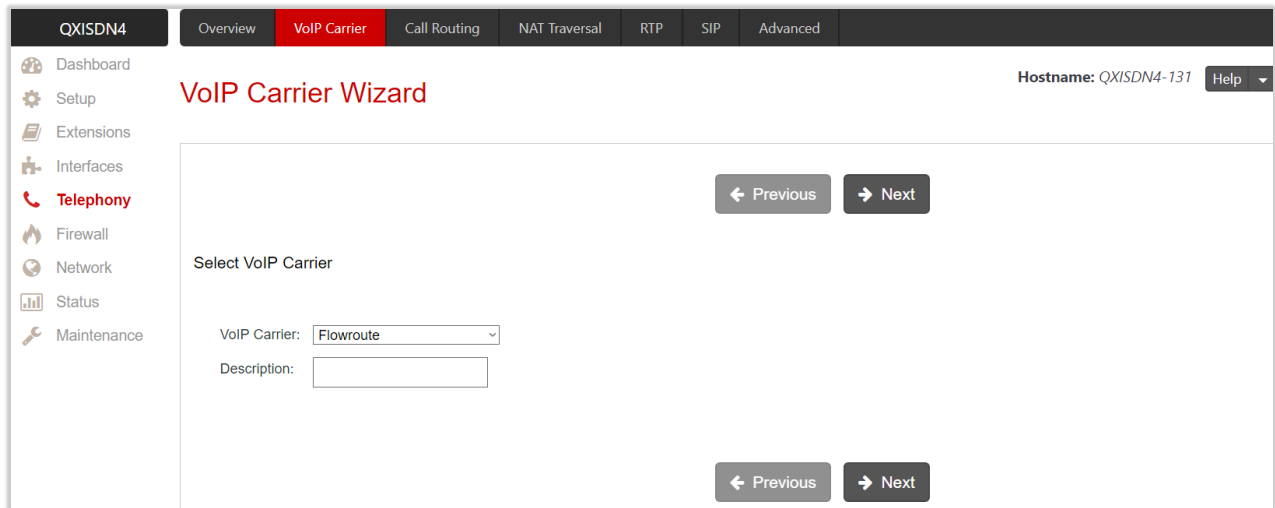 QXISDN4
Overview VoIP Carrier Call Routing NAT Traversal RTP SIP Advanced
Dashboard
Setup
Extensions
Interfaces
Telephony
Firewall
Network
Status
Maintenance
VoIP Carrier Wizard
Hostname: QXISDN4-131 Help
Previous Next
Select VoIP Carrier
VoIP Carrier: Flowroute
Description:
Previous Next